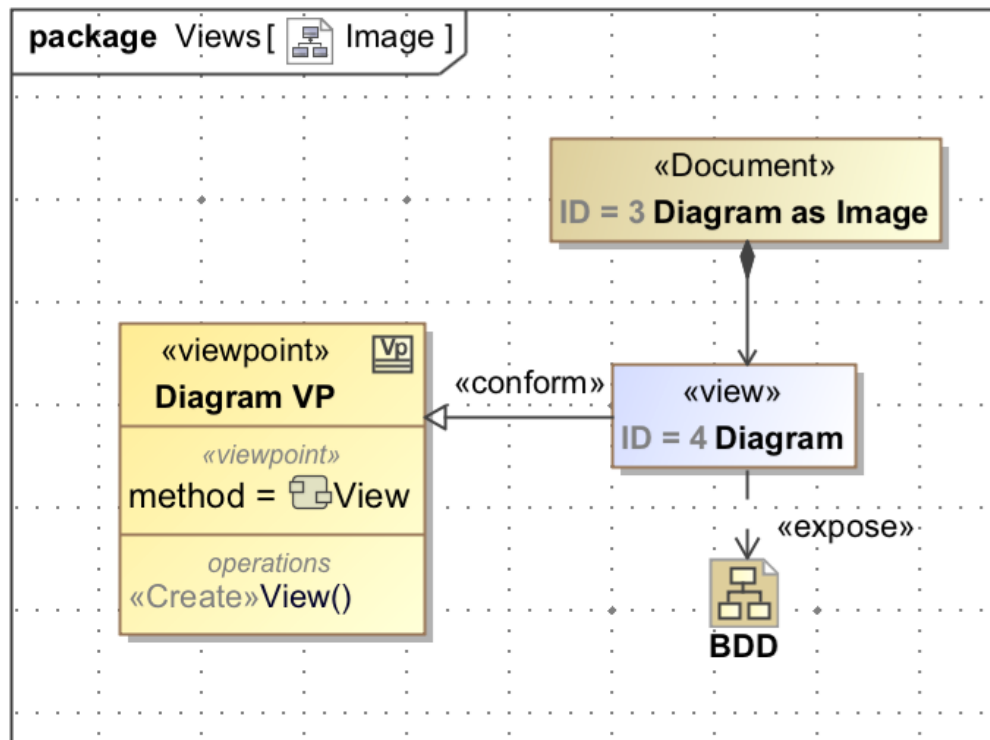 package Views[ Image ]
«Document»
ID = 3 Diagram as Image
«viewpoint»
Vp
Diagram VP
«viewpoint»
method = View
operations
«Create»View()
«conform»
«view»
ID = 4 Diagram
«expose»
BDD